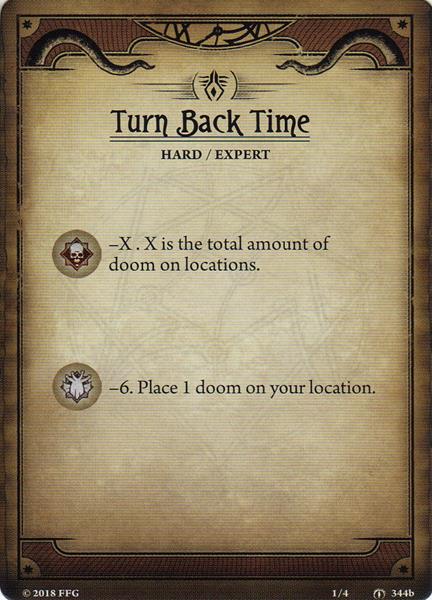 Turn Back Time
HARD / EXPERT
–X . X is the total amount of
doom on locations.
–6. Place 1 doom on your location.
© 2018 FFG
1/4
344b